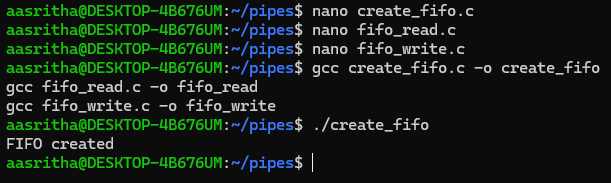 aasritha@DESKTOP-4B676UM:~/pipes$ nano create_fifo.c
aasritha@DESKTOP-4B676UM:~/pipes$ nano fifo_read.c
aasritha@DESKTOP-4B676UM:~/pipes$ nano fifo_write.c
aasritha@DESKTOP-4B676UM:~/pipes$ gcc create_fifo.c -o create_fifo
gcc fifo_read.c -o fifo_read
gcc fifo_write.c -o fifo_write
aasritha@DESKTOP-4B676UM:~/pipes$ ./create_fifo
FIFO created
aasritha@DESKTOP-4B676UM:~/pipes$